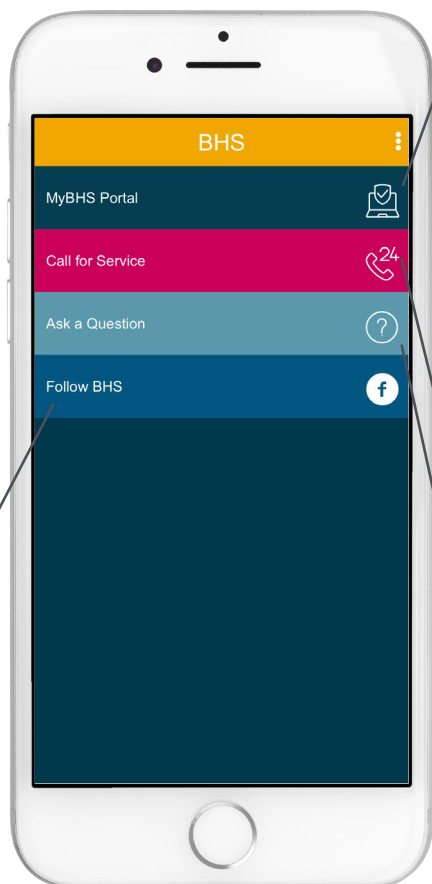 BHS
MyBHS Portal
Call for Service
24
Ask a Question
?
Follow BHS
f